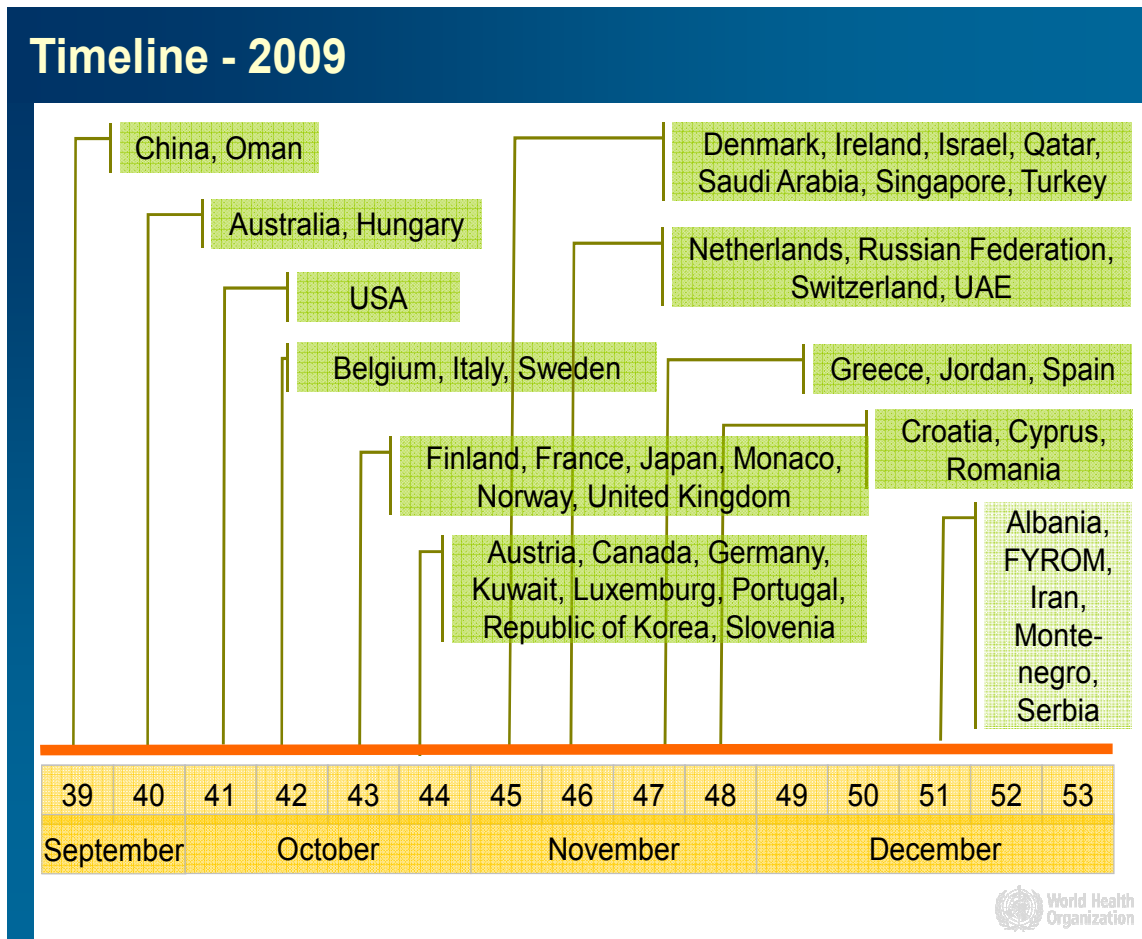 Timeline - 2009
China, Oman
Australia, Hungary
USA
Belgium, Italy, Sweden
Finland, France, Japan, Monaco,
Norway, United Kingdom
Austria, Canada, Germany,
Kuwait, Luxemburg, Portugal,
Republic of Korea, Slovenia
Denmark, Ireland, Israel, Qatar,
Saudi Arabia, Singapore, Turkey
Netherlands, Russian Federation,
Switzerland, UAE
Greece, Jordan, Spain
Croatia, Cyprus,
Romania
Albania,
FYROM,
Iran,
Monte-
negro,
Serbia
39 40 41 42 43 44 45 46 47 48 49 50 51 52 53
September October November December
World Health
Organization